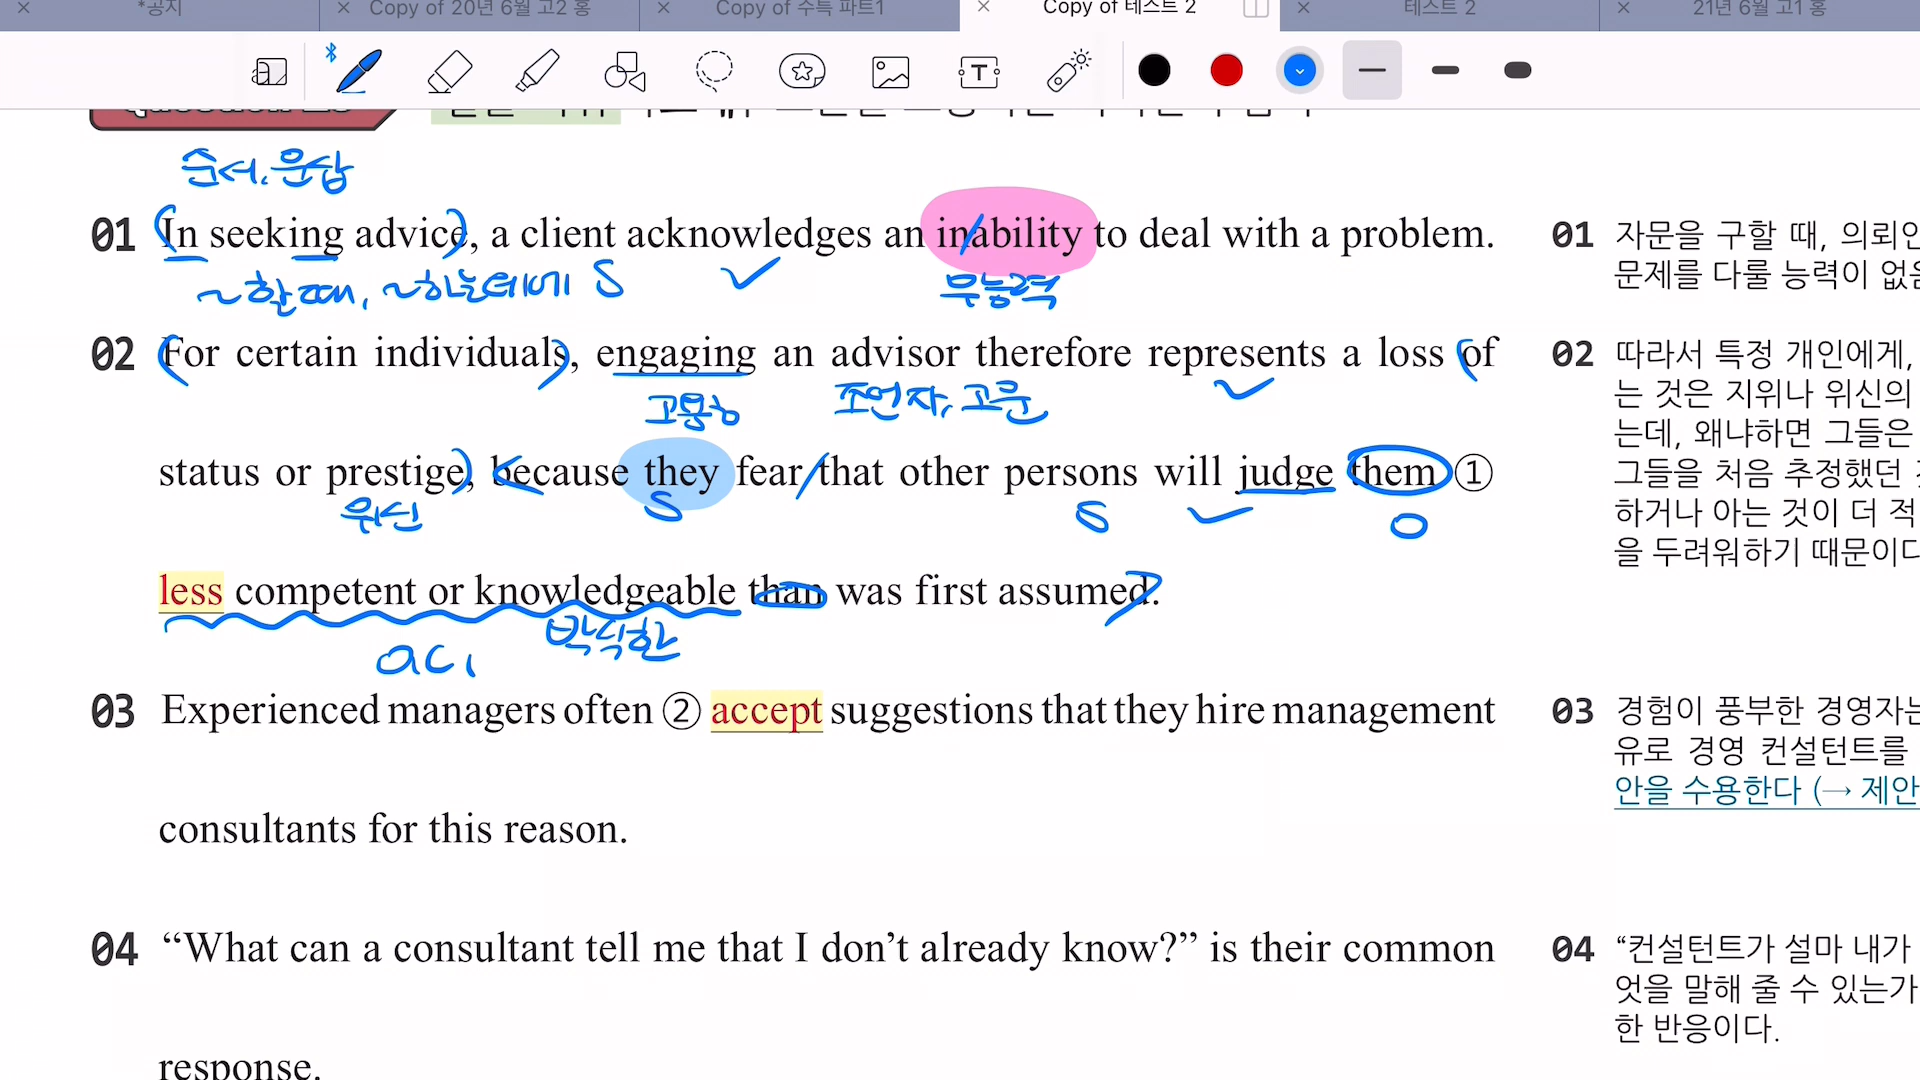 *공지
Copy of 20년 6월 고2 홍
Copy of 수특 파트1
Copy of 테스트 2
테스트 2
21년 6월 고1 홍
순서, 문삽
01 In seeking advice, a client acknowledges an inability to deal with a problem.
~할 때, ~하는데에 S
무능력
02 For certain individuals, engaging an advisor therefore represents a loss of
고용 조언자, 고문
status or prestige, because they fear that other persons will judge them ①
위신 S S O
less competent or knowledgeable than was first assumed.
박식한
03 Experienced managers often ② accept suggestions that they hire management
consultants for this reason.
04 “What can a consultant tell me that I don’t already know?” is their common
response.
01 자문을 구할 때, 의뢰인
문제를 다룰 능력이 없음
02 따라서 특정 개인에게,
는 것은 지위나 위신의
는데, 왜냐하면 그들은
그들을 처음 추정했던
하거나 아는 것이 더 적
을 두려워하기 때문이다
03 경험이 풍부한 경영자는
유로 경영 컨설턴트를
안을 수용한다 (→ 제안
04 “컨설턴트가 설마 내가
엇을 말해 줄 수 있는가
한 반응이다.